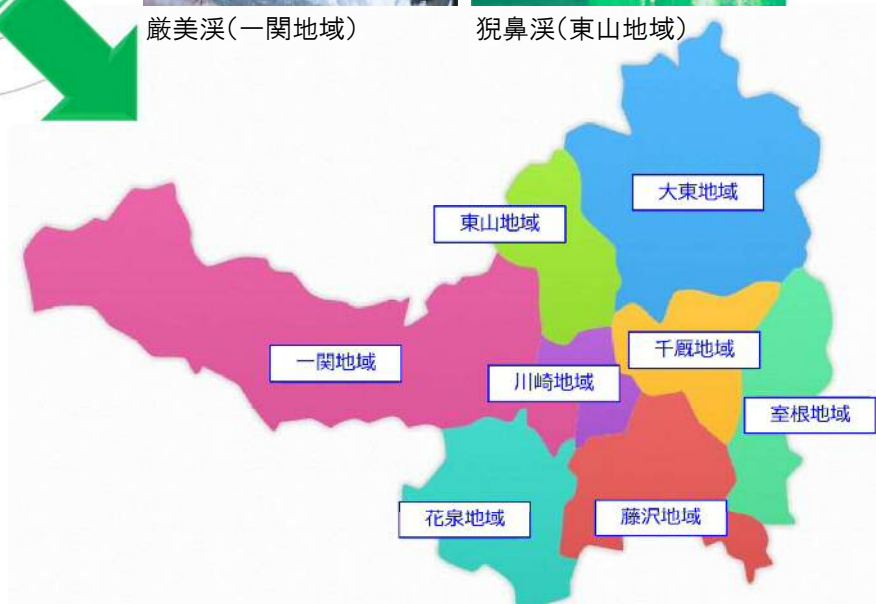 厳美渓(一関地域)
猊鼻渓(東山地域)
大東地域
東山地域
千厩地域
一関地域
川崎地域
室根地域
花泉地域
藤沢地域